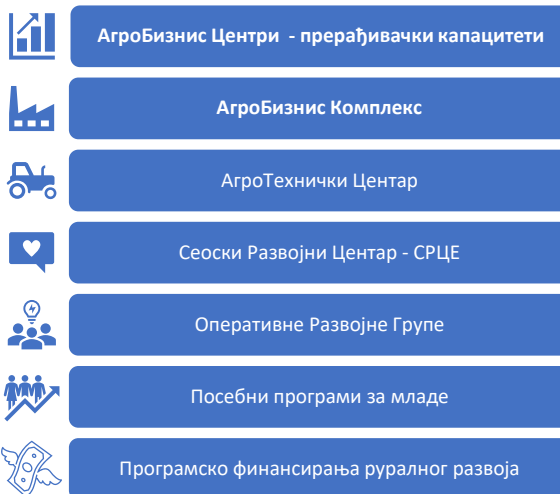 АгроБизнис Центри - прерађивачки капацитети
АгроБизнис Комплекс
АгроТехнички Центар
Сеоски Развојни Центар - СРЦЕ
Оперативне Развојне Групе
Посебни програми за младе
Програмско финансирања руралног развоја